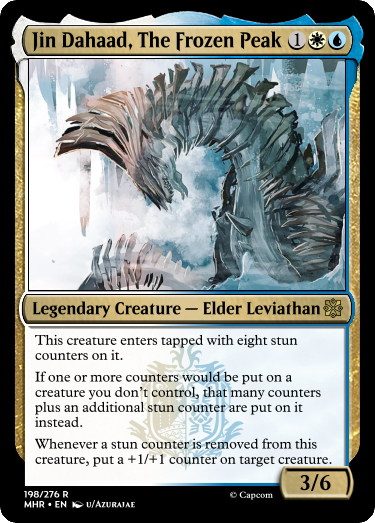 Jin Dahaad, The Frozen Peak 1
Legendary Creature — Elder Leviathan
This creature enters tapped with eight stun
counters on it.
If one or more counters would be put on a
creature you don't control, that many counters
plus an additional stun counter are put on it
instead.
Whenever a stun counter is removed from this
creature, put a +1/+1 counter on target creature.
3/6
198/276 R
MHR • EN u/Azurajae
© Capcom